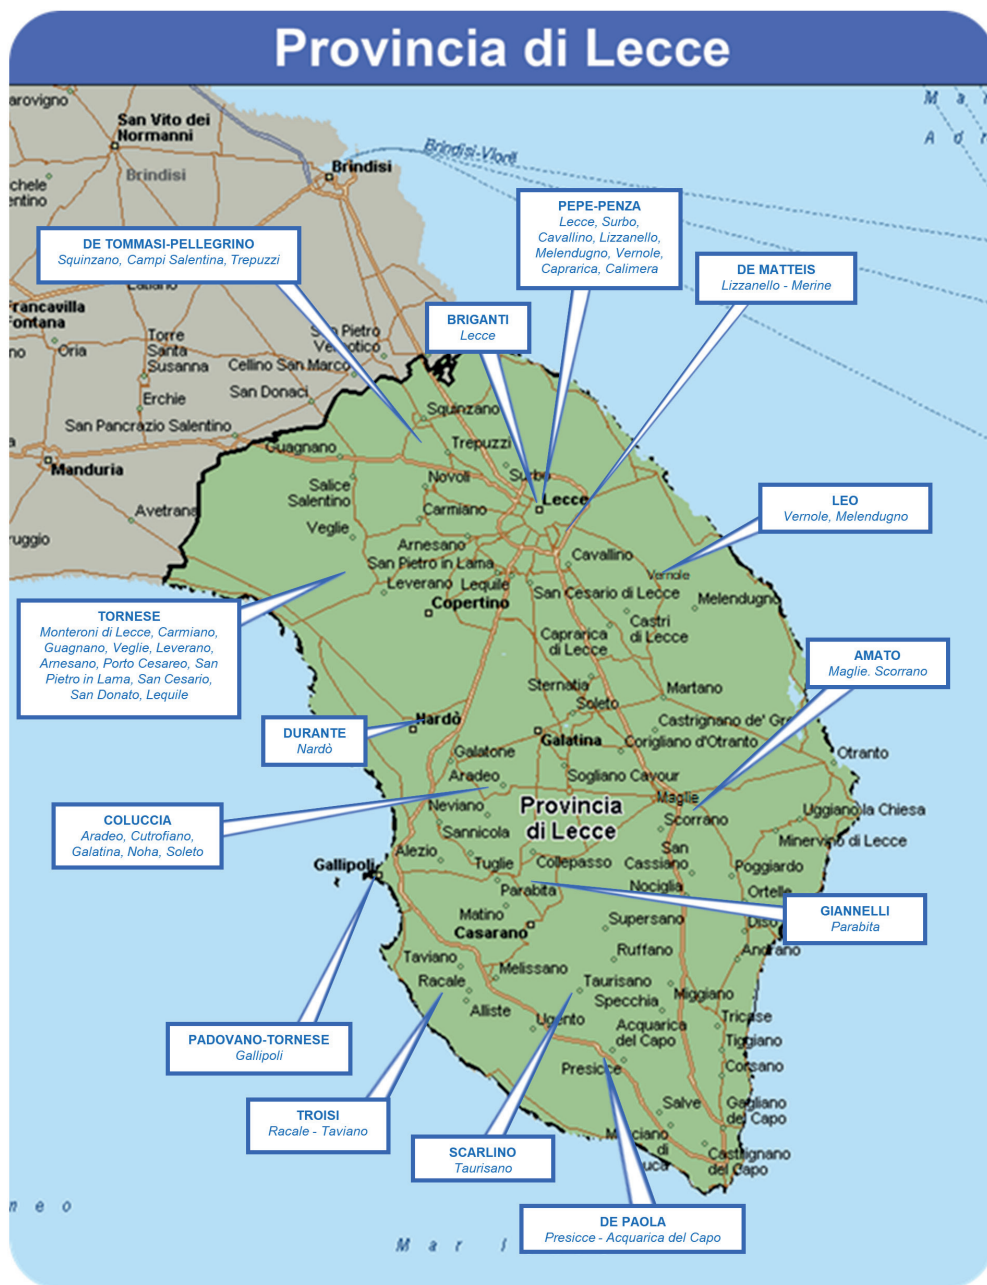 Provincia di Lecce
arovigno
San Vito dei
Normanni
Brindisi
Brindisi
Brindisi-Vlorë
M a
A d r
chele
entino
PEPE-PENZA
Lecce, Surbo,
Cavallino, Lizzanello,
Melendugno, Vernole,
Caprarica, Calimera
DE TOMMASI-PELLEGRINO
Squinzano, Campi Salentina, Trepuzzi
DE MATTEIS
Lizzanello - Merine
Latiano
Francavilla
Fontana
BRIGANTI
Lecce
no
Oria
Torre
Santa
Susanna
San Pietro
Cellino San Marco
Erchie
San Donaci
Squinzano
San Pancrazio Salentino
Guagnano
Trepuzzi
Manduria
Salice
Salentino
Novoli
Surbo
Lecce
Avetrana
Veglie
Carmiano
LEO
Vernole, Melendugno
ruggio
Arnesano
Cavallino
San Pietro in Lama
Vernole
Leverano
Lequile
San Cesario di Lecce
Melendugno
Copertino
Castri
di Lecce
Caprarica
di Lecce
TORNESE
Monteroni di Lecce, Carmiano,
Guagnano, Veglie, Leverano,
Arnesano, Porto Cesareo, San
Pietro in Lama, San Cesario,
San Donato, Lequile
AMATO
Maglie. Scorrano
Sternatia
Martano
Soleto
Castrignano de' Gre
DURANTE
Nardò
Nardò
Galatina
Corigliano d'Otranto
Otranto
Galatone
Aradeo
Sogliano Cavour
Maglie
Neviano
Provincia
di Lecce
Scorrano
Uggiano la Chiesa
COLUCCIA
Aradeo, Cutrofiano,
Galatina, Noha, Soleto
Sannicola
Minervino di Lecce
Alezio
San
Cassiano
Gallipoli
Tuglie
Collepasso
Poggiardo
Parabita
Nociglia
Ortelle
GIANNELLI
Parabita
Matino
Casarano
Supersano
Diso
Ruffano
Andrano
Taviano
Racale
Melissano
Taurisano
Specchia
Miggiano
Alliste
Ugento
Tricase
Acquarica
del Capo
Tiggiano
PADOVANO-TORNESE
Gallipoli
Presicce
Corsano
TROISI
Racale - Taviano
Salve
Gagliano
del Capo
SCARLINO
Taurisano
Castrignano
del Capo
DE PAOLA
Presicce - Acquarica del Capo
n e o
M a r I